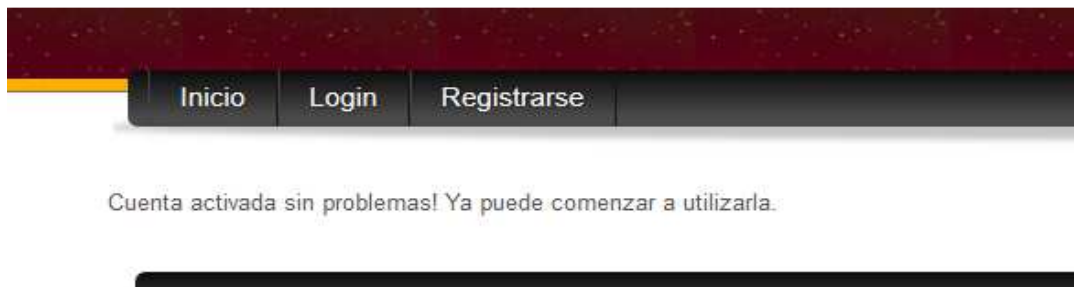 Inicio Login Registrarse
Cuenta activada sin problemas! Ya puede comenzar a utilizarla.